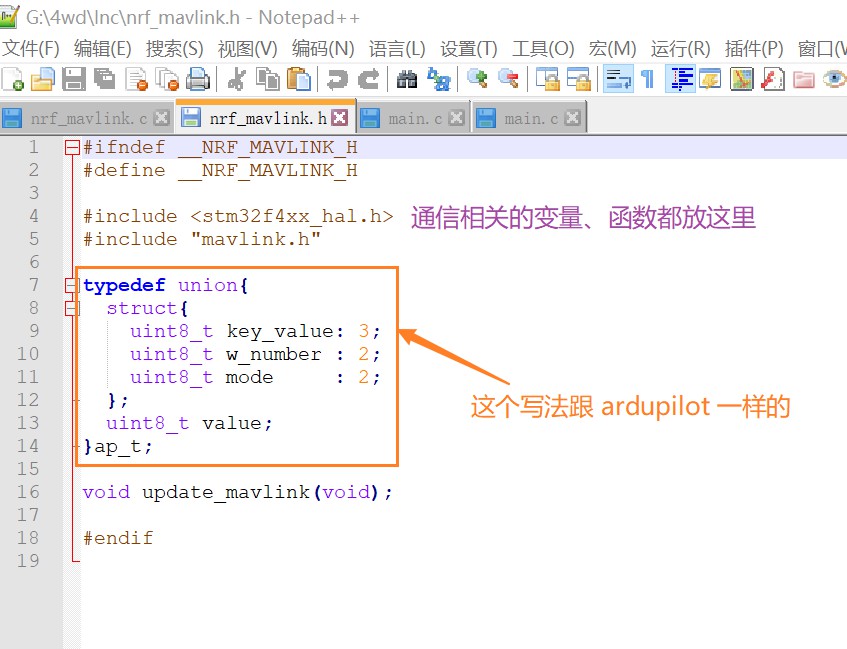 G:\4wd\Inc\nrf_mavlink.h - Notepad++
文件(F) 编辑(E) 搜索(S) 视图(V) 编码(N) 语言(L) 设置(T) 工具(O) 宏(M) 运行(R) 插件(P) 窗口(
nrf_mavlink.c nrf_mavlink.h main.c main.c
1 #ifndef __NRF_MAVLINK_H
2 #define __NRF_MAVLINK_H
3
4 #include <stm32f4xx_hal.h> 通信相关的变量、函数都放这里
5 #include "mavlink.h"
6
7 typedef union{
8 struct{
9 uint8_t key_value: 3;
10 uint8_t w_number : 2;
11 uint8_t mode : 2;
12 };
13 uint8_t value;
14 }ap_t;
这个写法跟 ardupilot 一样的
15
16 void update_mavlink(void);
17
18 #endif
19